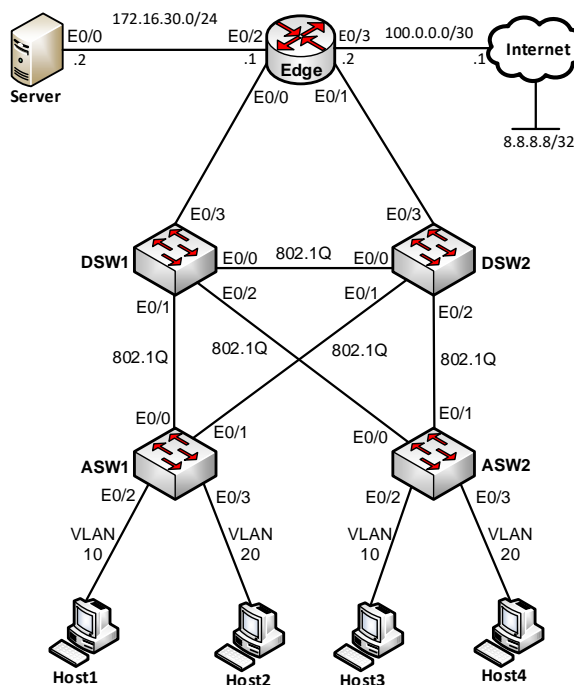 172.16.30.0/24
100.0.0.0/30
E0/0
E0/2
E0/3
Internet
.2
.1
.2
.1
Server
Edge
E0/0
E0/1
8.8.8.8/32
E0/3
E0/3
DSW1
E0/0
802.1Q
E0/0
DSW2
E0/1
E0/2
E0/1
E0/2
802.1Q
802.1Q
802.1Q
802.1Q
E0/0
E0/1
E0/0
E0/1
ASW1
ASW2
E0/2
E0/3
E0/2
E0/3
VLAN
10
VLAN
20
VLAN
10
VLAN
20
Host1
Host2
Host3
Host4